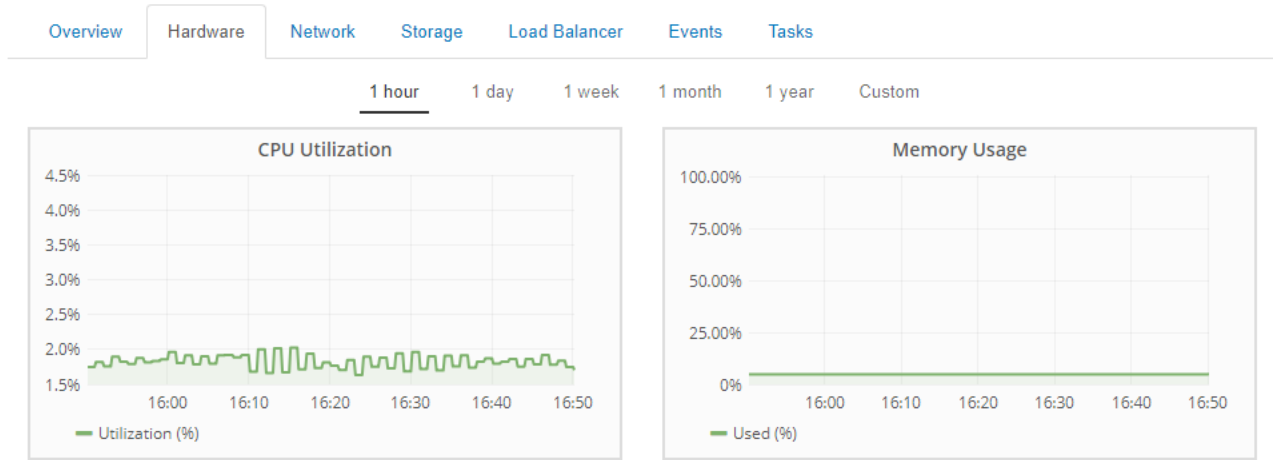 Overview Hardware Network Storage Load Balancer Events Tasks
1 hour 1 day 1 week 1 month 1 year Custom
CPU Utilization
4.5%
4.0%
3.5%
3.0%
2.5%
2.0%
1.5%
16:00 16:10 16:20 16:30 16:40 16:50
Utilization (%)
Memory Usage
100.00%
75.00%
50.00%
25.00%
0%
16:00 16:10 16:20 16:30 16:40 16:50
Used (%)